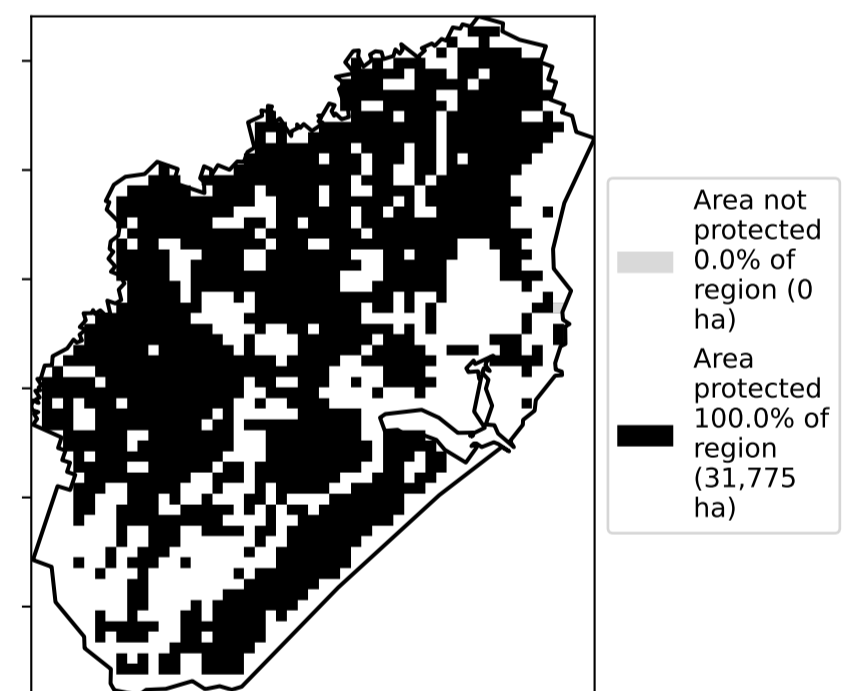 Area not
protected
0.0% of
region (0
ha)
Area
protected
100.0% of
region
(31,775
ha)